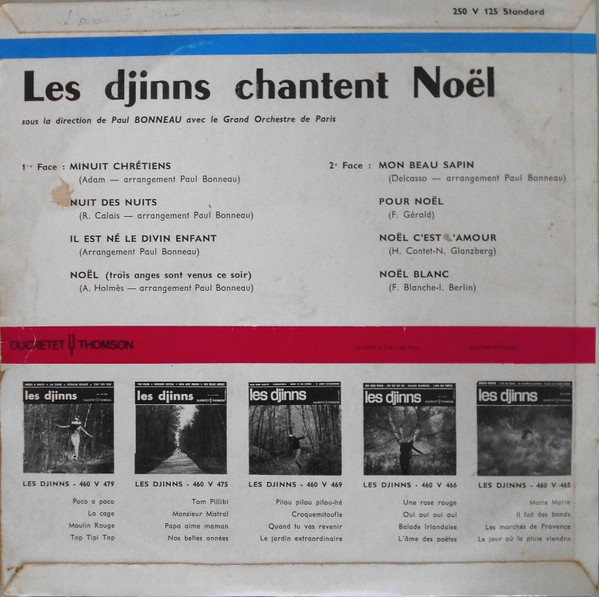 250 V 125 Standard
Les djinns chantent Noël
sous la direction de Paul BONNEAU avec le Grand Orchestre de Paris
1re Face : MINUIT CHRÉTIENS
(Adam — arrangement Paul Bonneau)
NUIT DES NUITS
(R. Calais — arrangement Paul Bonneau)
IL EST NÉ LE DIVIN ENFANT
(Arrangement Paul Bonneau)
NOËL (trois anges sont venus ce soir)
(A. Holmès — arrangement Paul Bonneau)
2e Face : MON BEAU SAPIN
(Delcasso — arrangement Paul Bonneau)
POUR NOËL
(F. Gérald)
NOËL C'EST L'AMOUR
(H. Contet-N. Glanzberg)
NOËL BLANC
(F. Blanche-I. Berlin)
DUCRETET THOMSON
les djinns
LES DJINNS - 460 V 479
Poco a poco
La cage
Moulin Rouge
Top Tipi Top
les djinns
LES DJINNS - 460 V 475
Tom Pillibi
Monsieur Mistral
Papa aime maman
Nos belles années
les djinns
LES DJINNS - 460 V 469
Pilou pilou pilou-hé
Croquemitoufle
Quand tu vas revenir
Le jardin extraordinaire
les djinns
LES DJINNS - 460 V 466
Une rose rouge
Oui oui oui oui
Balade Irlandaise
L'âme des poètes
les djinns
LES DJINNS - 460 V 465
Marie Marie
Il fait des bonds
Les marchés de Provence
Le jour où la pluie viendra